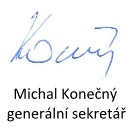 Michal Konečný
generální sekretář